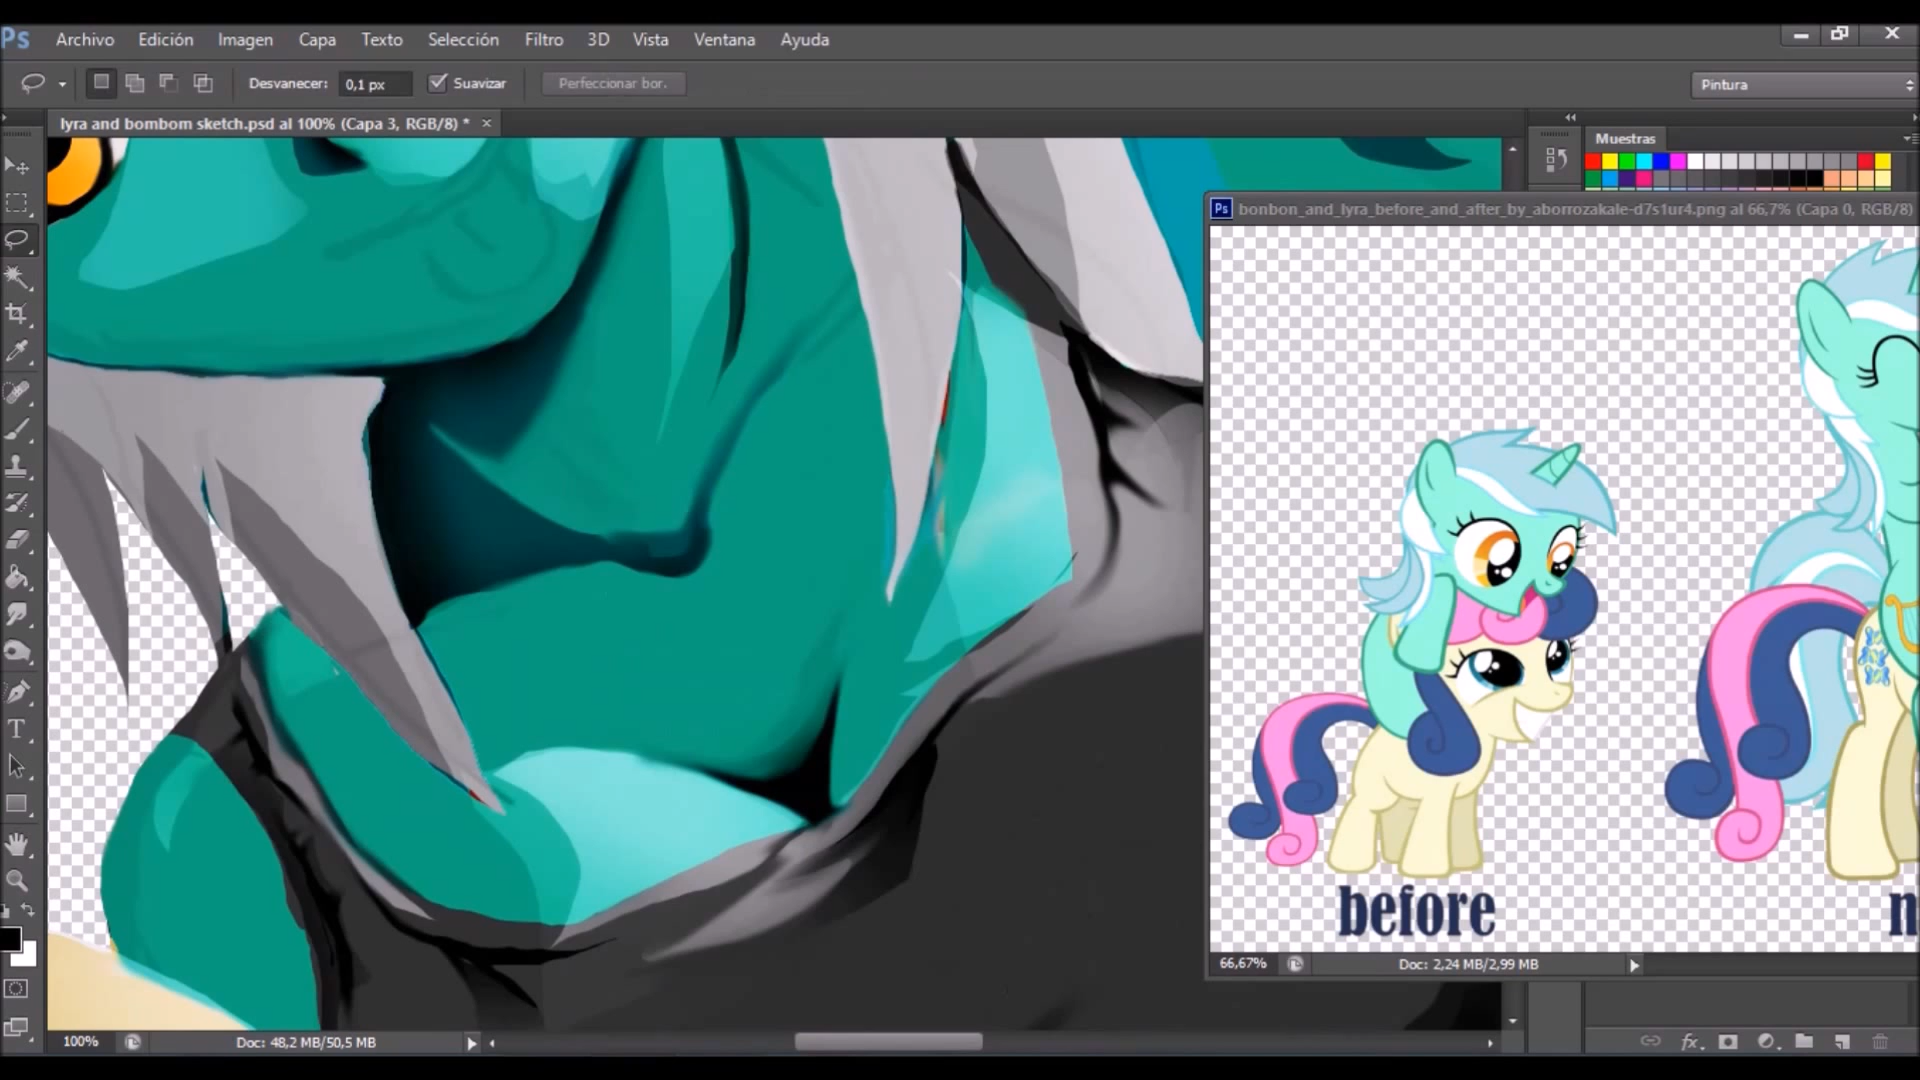 Ps Archivo Edición Imagen Capa Texto Selección Filtro 3D Vista Ventana Ayuda
Desvanecer: 0,1 px Suavizar Perfeccionar bor. Pintura
lyra and bombom sketch.psd al 100% (Capa 3, RGB/8) * ×
Muestras
Ps bonbon_and_lyra_before_and_after_by_aborrozakale-d7s1ur4.png al 66,7% (Capa 0, RGB/8)
T
before
n
66,67% Doc: 2,24 MB/2,99 MB
100% Doc: 48,2 MB/50,5 MB
fx